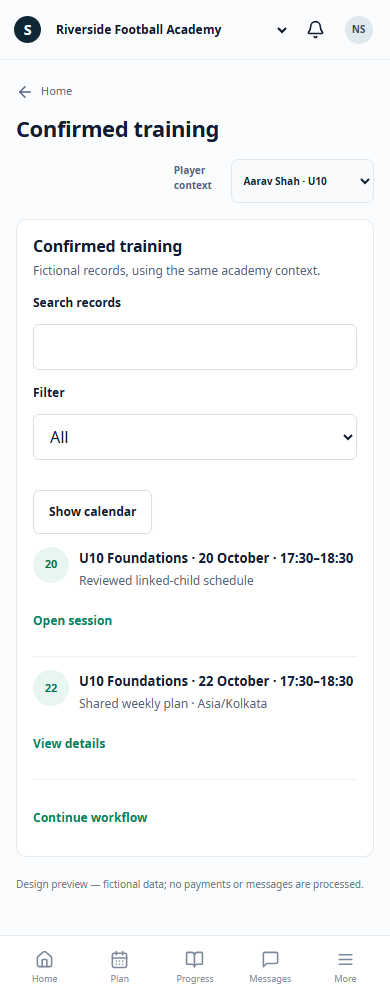 S Riverside Football Academy NS
Home
Confirmed training
Player
context
Aarav Shah · U10
Confirmed training
Fictional records, using the same academy context.
Search records
Filter
All
Show calendar
20 U10 Foundations · 20 October · 17:30–18:30
Reviewed linked-child schedule
Open session
22 U10 Foundations · 22 October · 17:30–18:30
Shared weekly plan · Asia/Kolkata
View details
Continue workflow
Design preview — fictional data; no payments or messages are processed.
Home Plan Progress Messages More